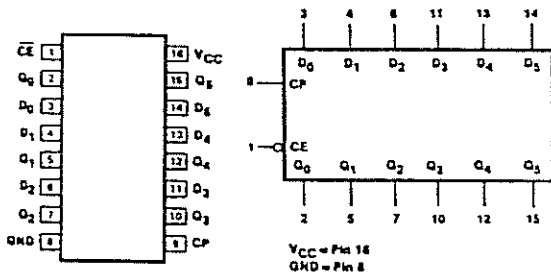 C̅E̅ 1 16 V_CC
Q₀ 2 15 Q₅
D₀ 3 14 D₅
D₁ 4 13 D₄
Q₁ 5 12 Q₄
D₂ 6 11 D₃
Q₂ 7 10 Q₃
GND 8 9 CP
3 4 6 11 13 14
D₀ D₁ D₂ D₃ D₄ D₅
9 CP
1 CE
Q₀ Q₁ Q₂ Q₃ Q₄ Q₅
2 5 7 10 12 15
V_CC = Pin 16
GND = Pin 8